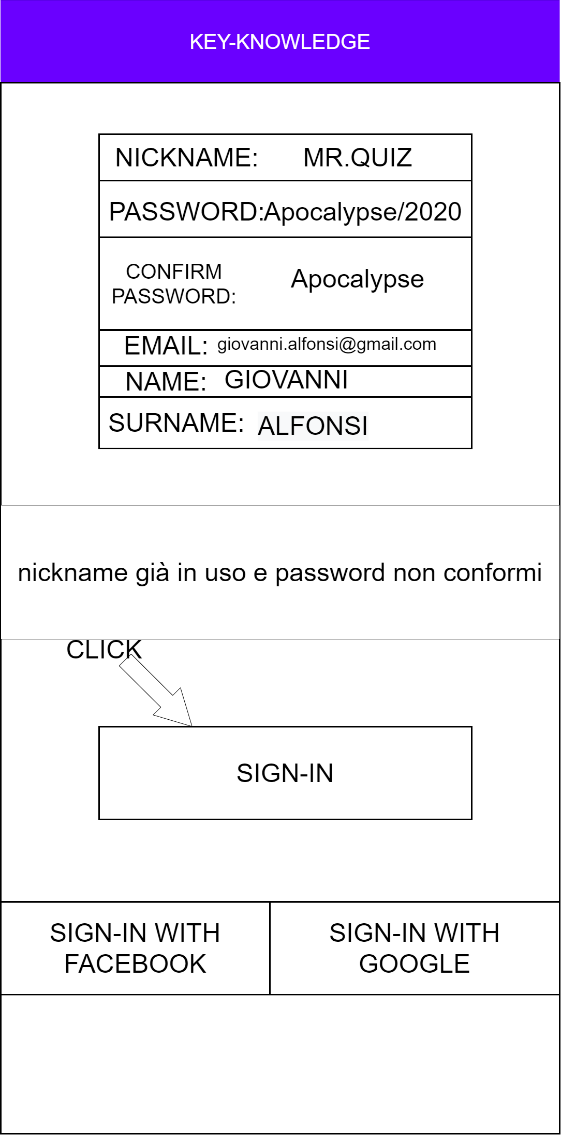 KEY-KNOWLEDGE
NICKNAME: MR.QUIZ
PASSWORD:Apocalypse/2020
CONFIRM
PASSWORD:
Apocalypse
EMAIL: giovanni.alfonsi@gmail.com
NAME: GIOVANNI
SURNAME: ALFONSI
nickname già in uso e password non conformi
CLICK
SIGN-IN
SIGN-IN WITH
FACEBOOK
SIGN-IN WITH
GOOGLE